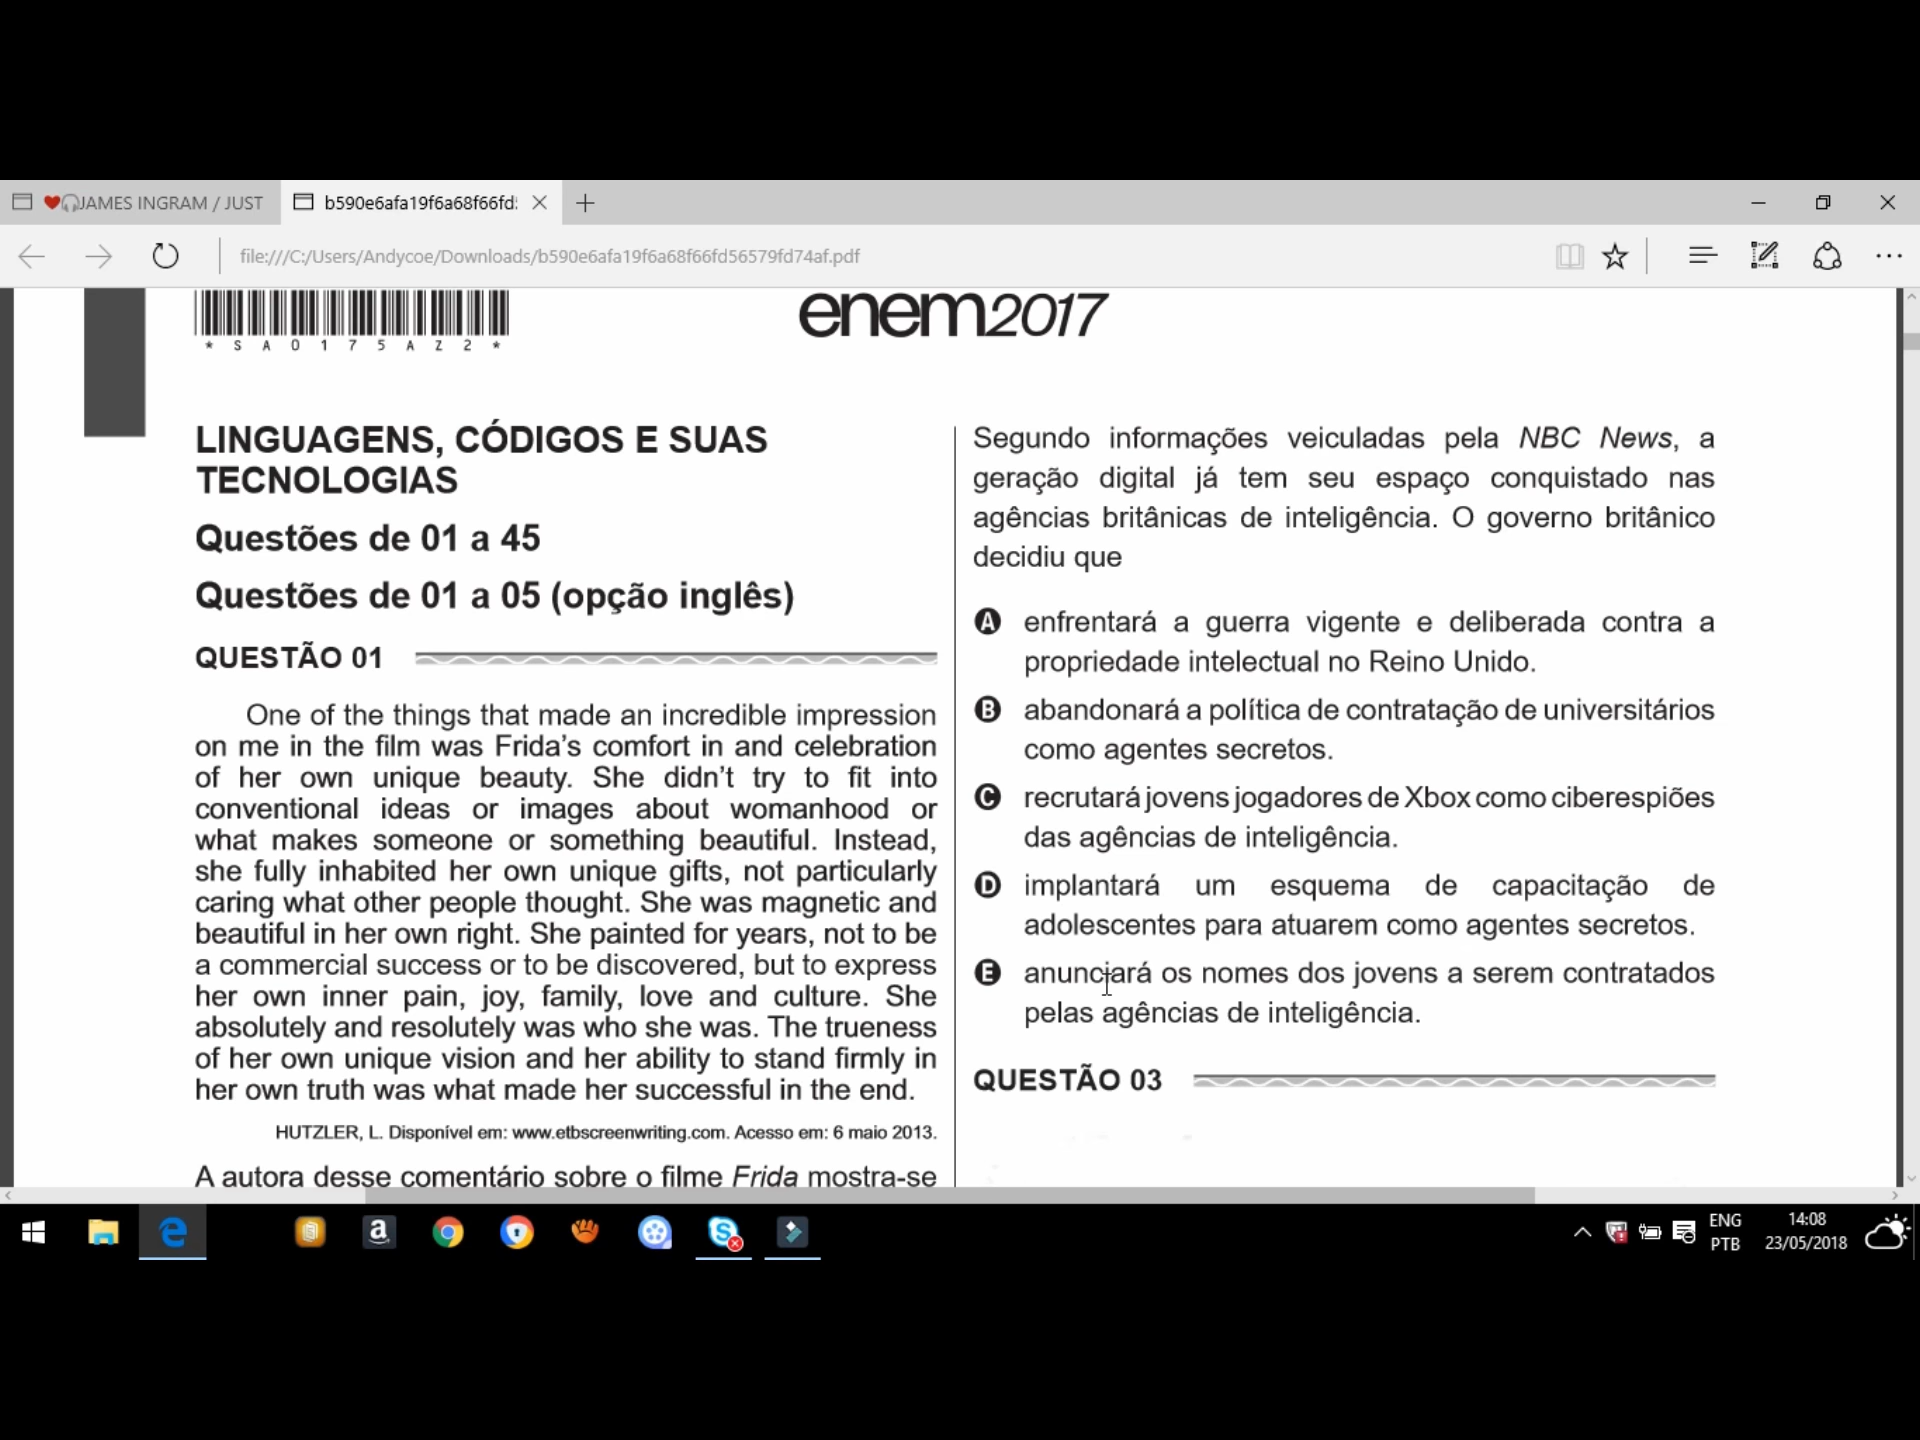 JAMES INGRAM / JUST
b590e6afa19f6a68f66fd
file:///C:/Users/Andycoe/Downloads/b590e6afa19f6a68f66fd56579fd74af.pdf
* S A 0 1 7 5 A Z 2 *
enem2017
LINGUAGENS, CÓDIGOS E SUAS
TECNOLOGIAS
Questões de 01 a 45
Questões de 01 a 05 (opção inglês)
QUESTÃO 01
One of the things that made an incredible impression
on me in the film was Frida’s comfort in and celebration
of her own unique beauty. She didn’t try to fit into
conventional ideas or images about womanhood or
what makes someone or something beautiful. Instead,
she fully inhabited her own unique gifts, not particularly
caring what other people thought. She was magnetic and
beautiful in her own right. She painted for years, not to be
a commercial success or to be discovered, but to express
her own inner pain, joy, family, love and culture. She
absolutely and resolutely was who she was. The trueness
of her own unique vision and her ability to stand firmly in
her own truth was what made her successful in the end.
HUTZLER, L. Disponível em: www.etbscreenwriting.com. Acesso em: 6 maio 2013.
A autora desse comentário sobre o filme Frida mostra-se
Segundo informações veiculadas pela NBC News, a
geração digital já tem seu espaço conquistado nas
agências britânicas de inteligência. O governo britânico
decidiu que
A enfrentará a guerra vigente e deliberada contra a
propriedade intelectual no Reino Unido.
B abandonará a política de contratação de universitários
como agentes secretos.
C recrutará jovens jogadores de Xbox como ciberespiões
das agências de inteligência.
D implantará um esquema de capacitação de
adolescentes para atuarem como agentes secretos.
E anunciará os nomes dos jovens a serem contratados
pelas agências de inteligência.
QUESTÃO 03
ENG
PTB
14:08
23/05/2018